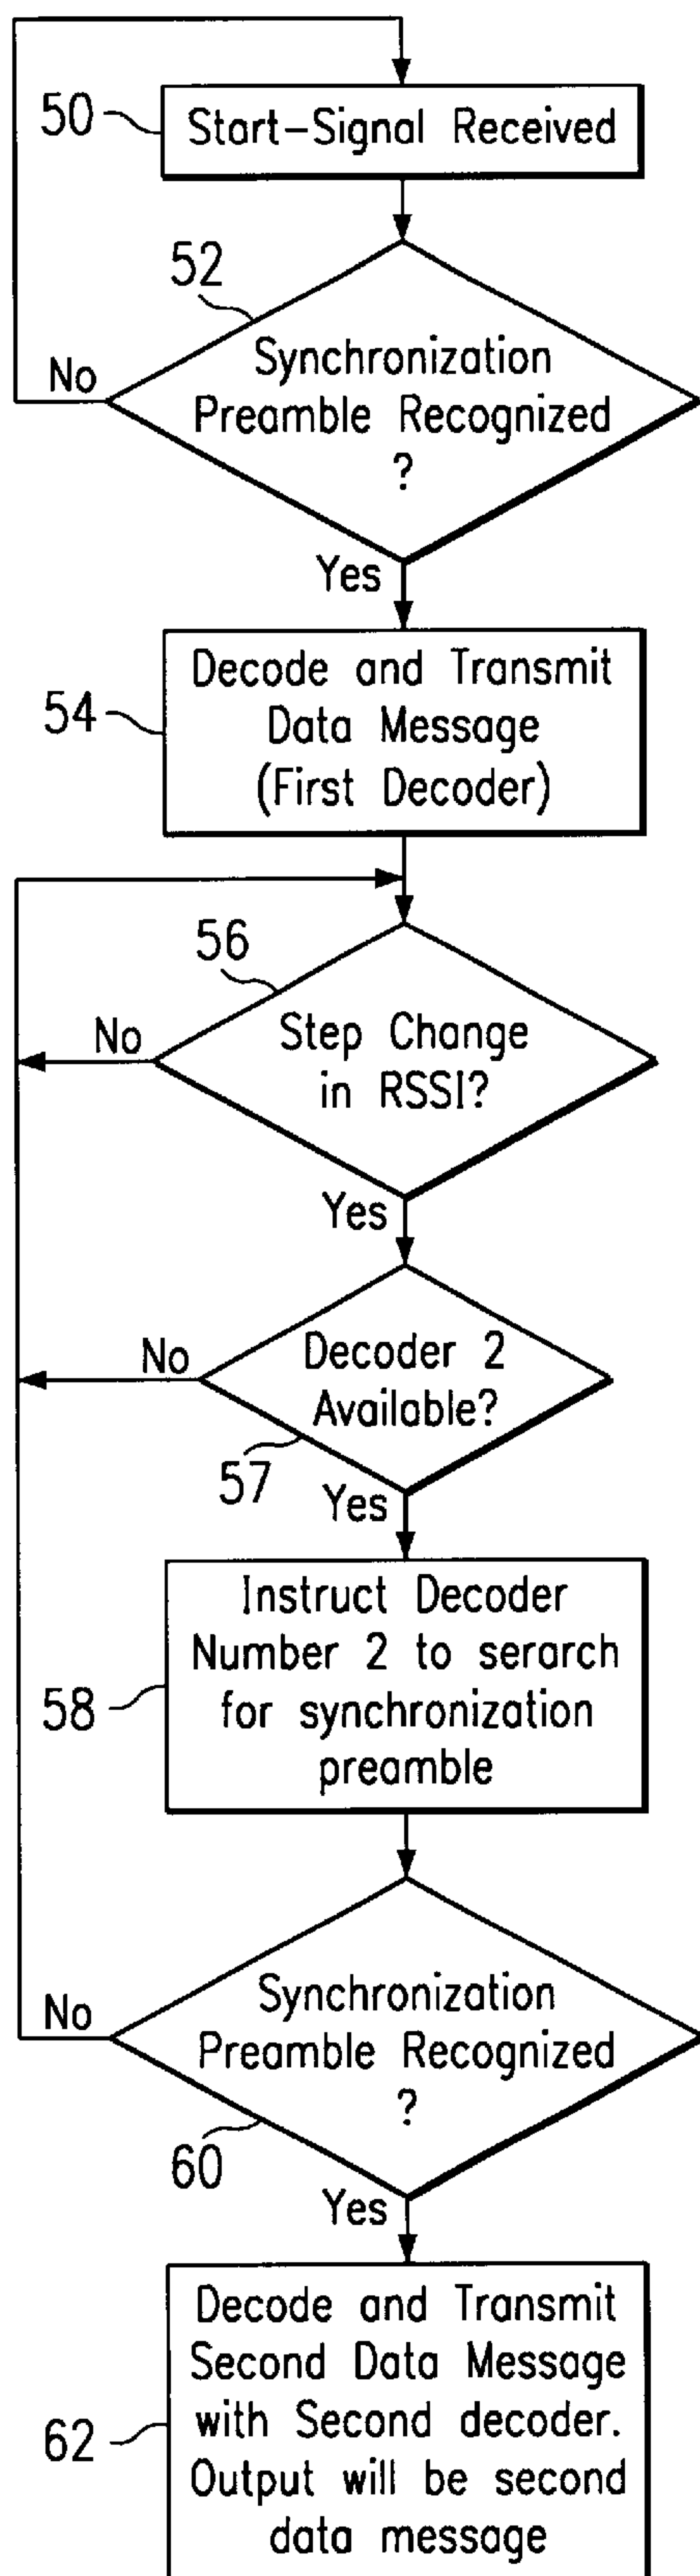 50
Start-Signal Received
52
Synchronization
Preamble Recognized
?
No
Yes
54
Decode and Transmit
Data Message
(First Decoder)
56
Step Change
in RSSI?
No
Yes
Decoder 2
Available?
No
57
Yes
58
Instruct Decoder
Number 2 to serarch
for synchronization
preamble
Synchronization
Preamble Recognized
?
No
60
Yes
62
Decode and Transmit
Second Data Message
with Second decoder.
Output will be second
data message